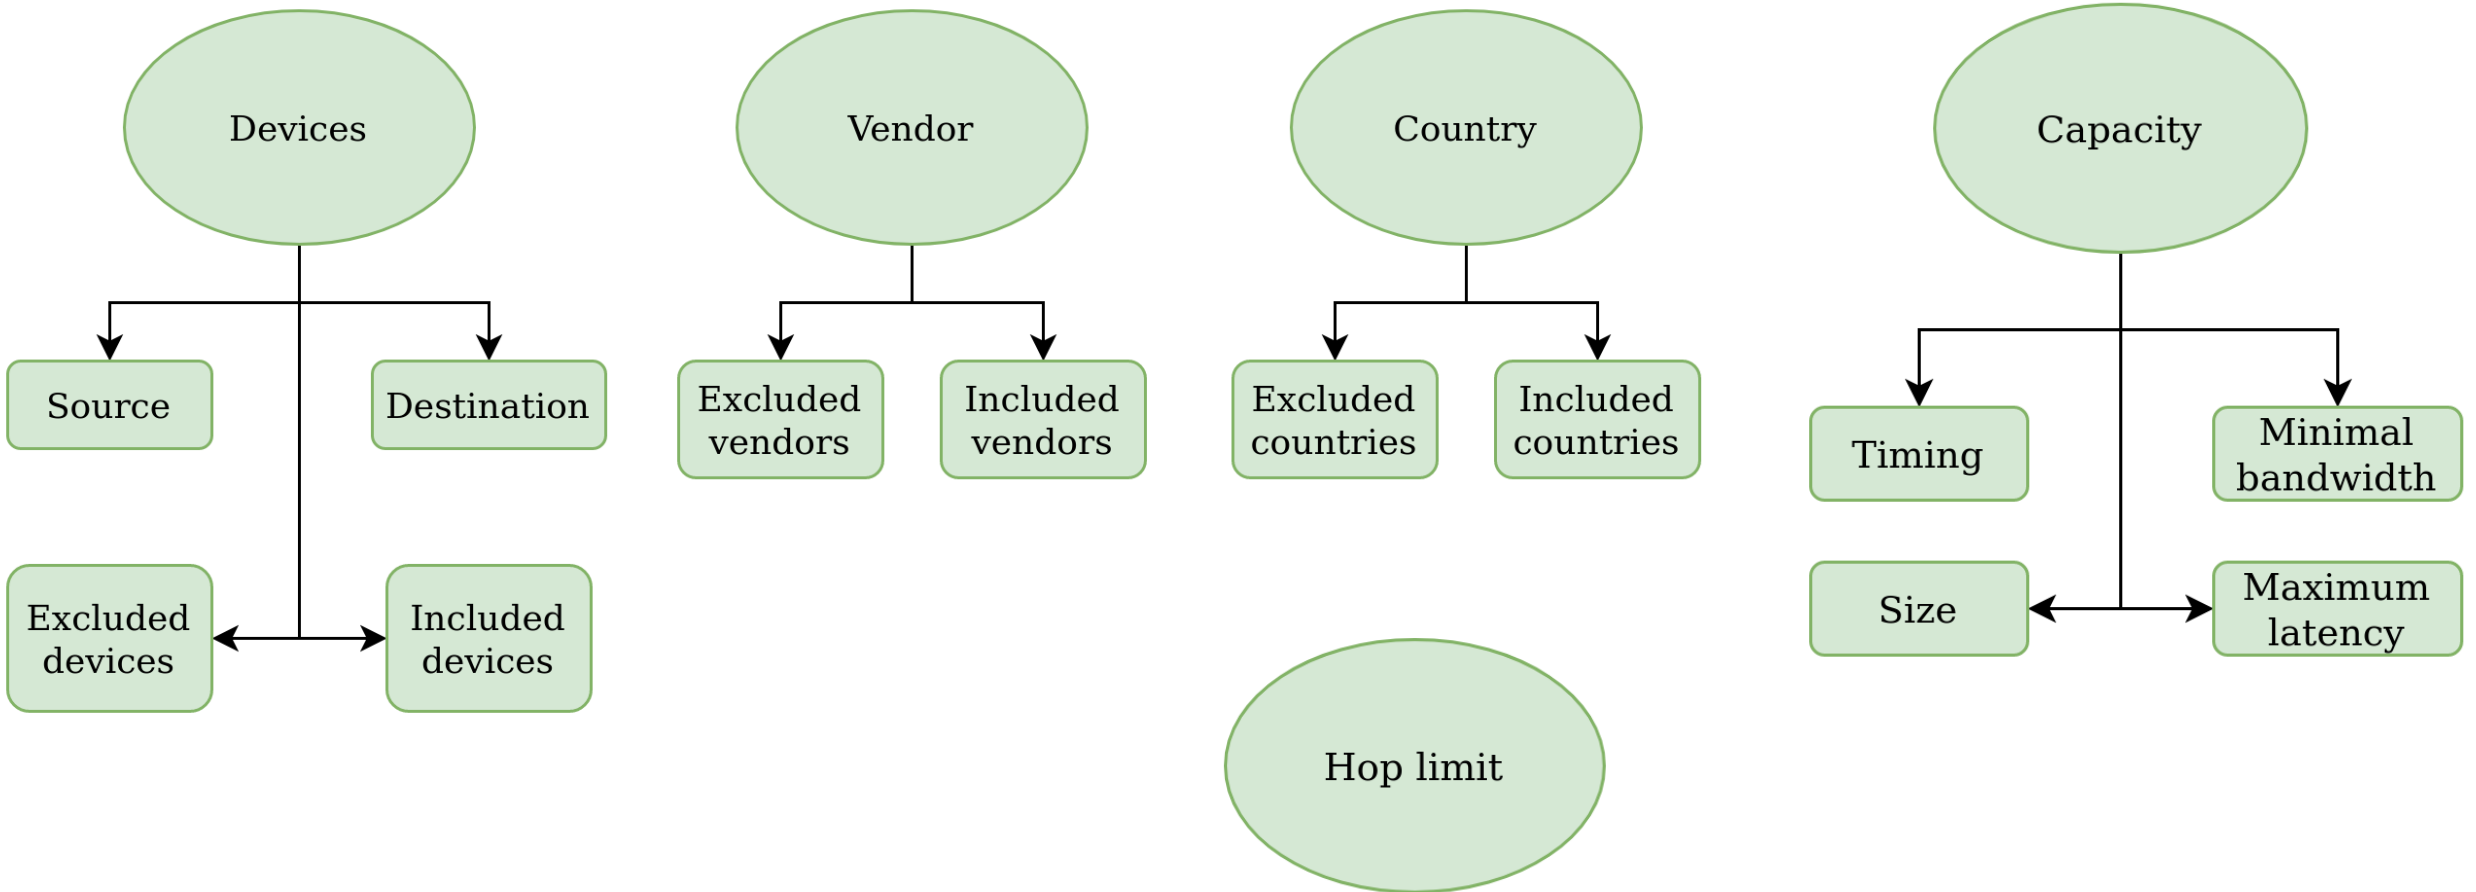 Devices
Vendor
Country
Capacity
Source
Destination
Excluded
vendors
Included
vendors
Excluded
countries
Included
countries
Timing
Minimal
bandwidth
Excluded
devices
Included
devices
Size
Maximum
latency
Hop limit